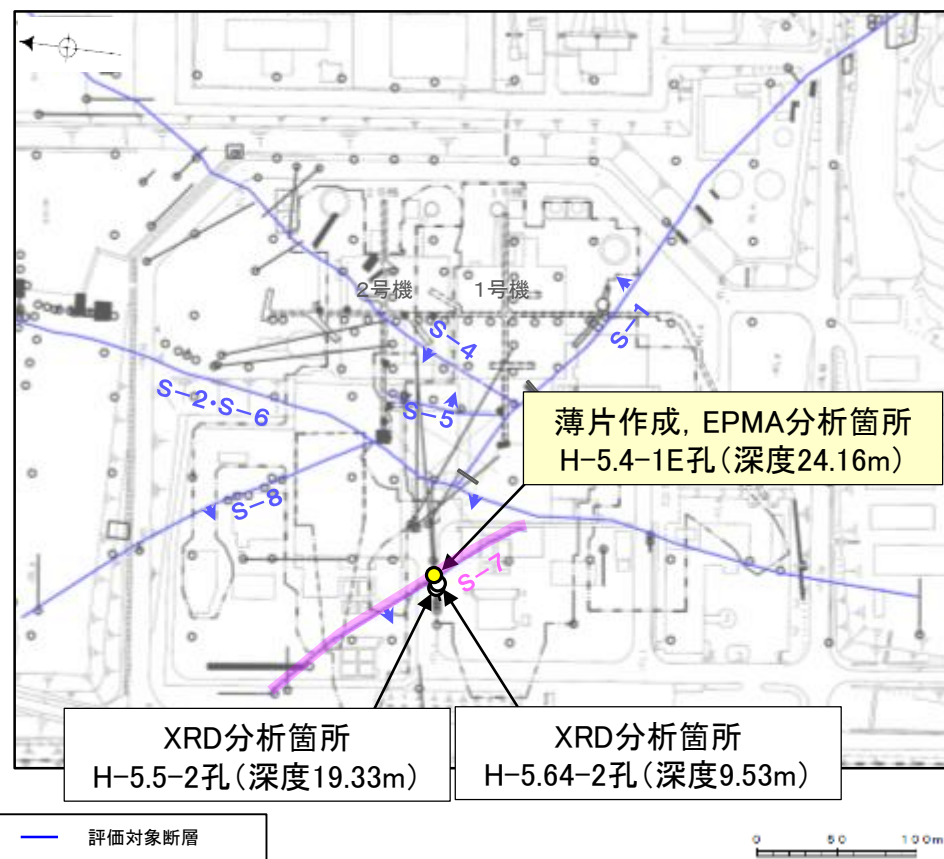 2号機
1号機
S-4
S-1
S-2・S-6
S-5
薄片作成, EPMA分析箇所
H-5.4-1E孔（深度24.16m）
S-8
S-7
XRD分析箇所
H-5.5-2孔（深度19.33m）
XRD分析箇所
H-5.64-2孔（深度9.53m）
評価対象断層
0 50 100m